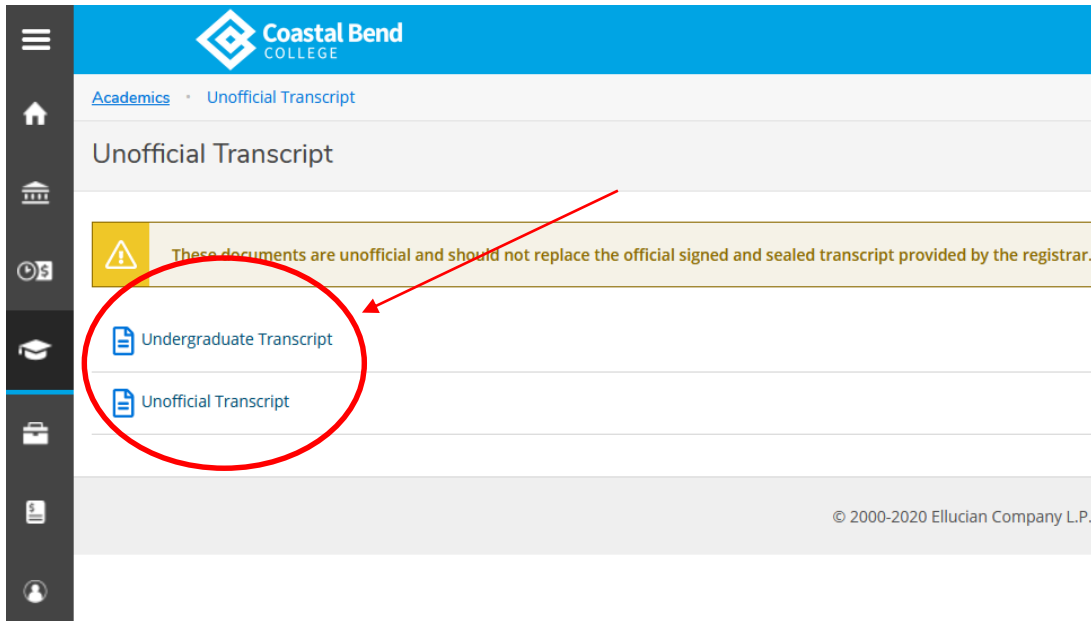 Coastal Bend
COLLEGE
Academics · Unofficial Transcript
Unofficial Transcript
These documents are unofficial and should not replace the official signed and sealed transcript provided by the registrar.
Undergraduate Transcript
Unofficial Transcript
© 2000-2020 Ellucian Company L.P.